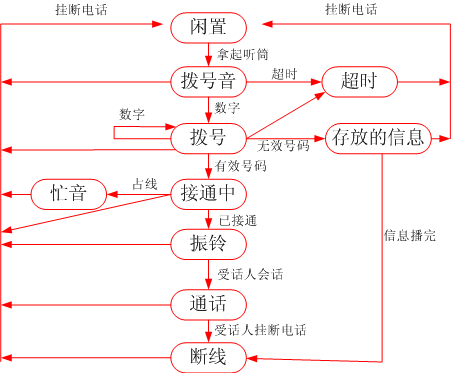 挂断电话
闲置
挂断电话
拿起听筒
拨号音
超时
超时
数字
数字
拨号
无效号码
存放的信息
有效号码
忙音
占线
接通中
已接通
振铃
信息播完
受话人会话
通话
受话人挂断电话
断线